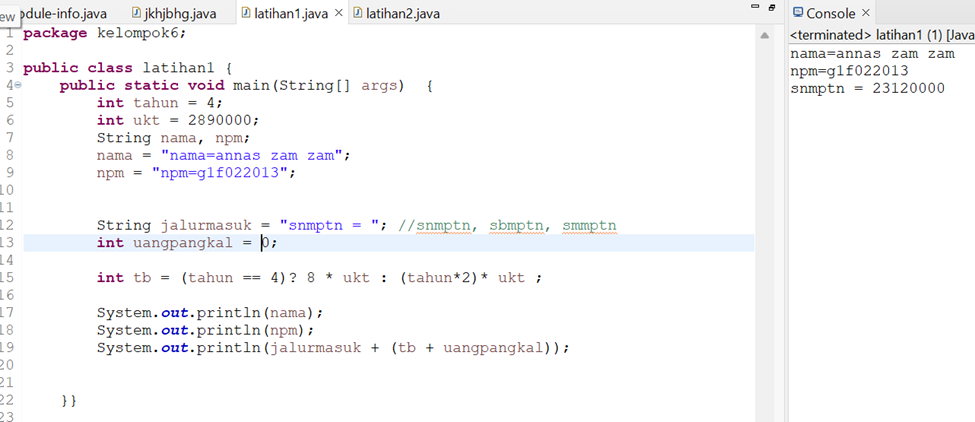 ew
odule-info.java jkhjbhg.java latihan1.java latihan2.java
1 package kelompok6;
2
3 public class latihan1 {
4 public static void main(String[] args)  {
5 int tahun = 4;
6 int ukt = 2890000;
7 String nama, npm;
8 nama = "nama=annas zam zam";
9 npm = "npm=g1f022013";
10
11
12 String jalurmasuk = "snmptn = "; //snmptn, sbmptn, smmptn
13 int uangpangkal = 0;
14
15 int tb = (tahun == 4)? 8 * ukt : (tahun*2)* ukt ;
16
17 System.out.println(nama);
18 System.out.println(npm);
19 System.out.println(jalurmasuk + (tb + uangpangkal));
20
21
22 }}
23
Console
<terminated> latihan1 (1) [Java
nama=annas zam zam
npm=g1f022013
snmptn = 23120000